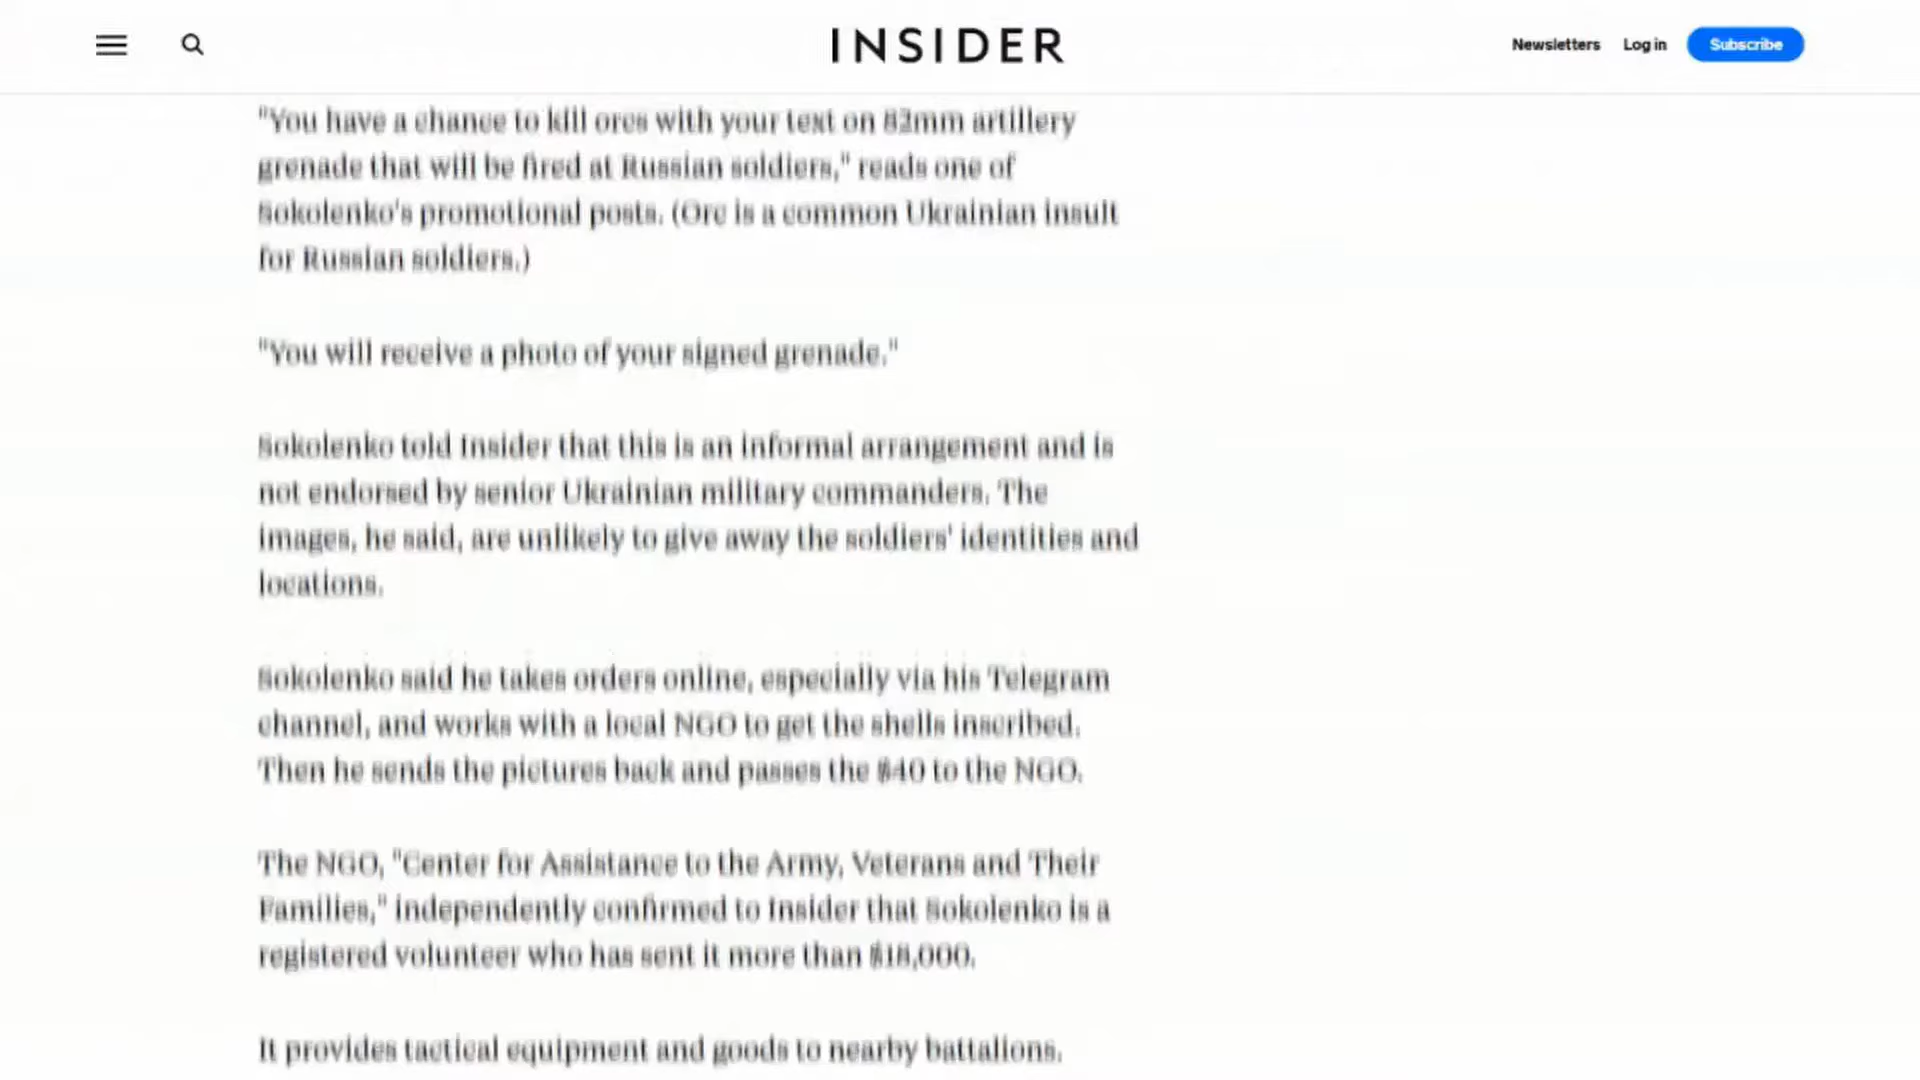 INSIDER
Newsletters Log in Subscribe
"You have a chance to kill orcs with your text on 82mm artillery
grenade that will be fired at Russian soldiers," reads one of
Sokolenko's promotional posts. (Orc is a common Ukrainian insult
for Russian soldiers.)
"You will receive a photo of your signed grenade."
Sokolenko told Insider that this is an informal arrangement and is
not endorsed by senior Ukrainian military commanders. The
images, he said, are unlikely to give away the soldiers' identities and
locations.
Sokolenko said he takes orders online, especially via his Telegram
channel, and works with a local NGO to get the shells inscribed.
Then he sends the pictures back and passes the $40 to the NGO.
The NGO, "Center for Assistance to the Army, Veterans and Their
Families," independently confirmed to Insider that Sokolenko is a
registered volunteer who has sent it more than $18,000.
It provides tactical equipment and goods to nearby battalions.